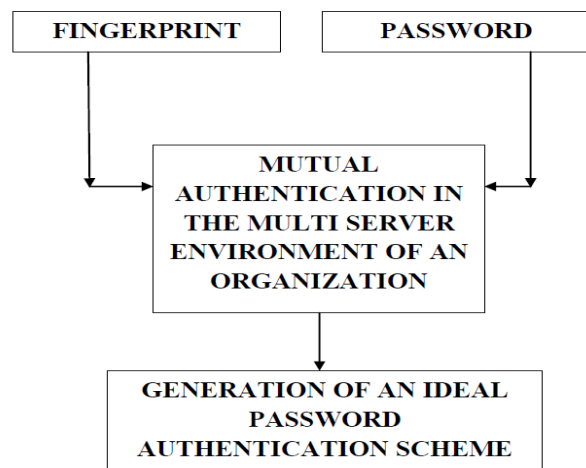 FINGERPRINT
PASSWORD
MUTUAL
AUTHENTICATION IN
THE MULTI SERVER
ENVIRONMENT OF AN
ORGANIZATION
GENERATION OF AN IDEAL
PASSWORD
AUTHENTICATION SCHEME